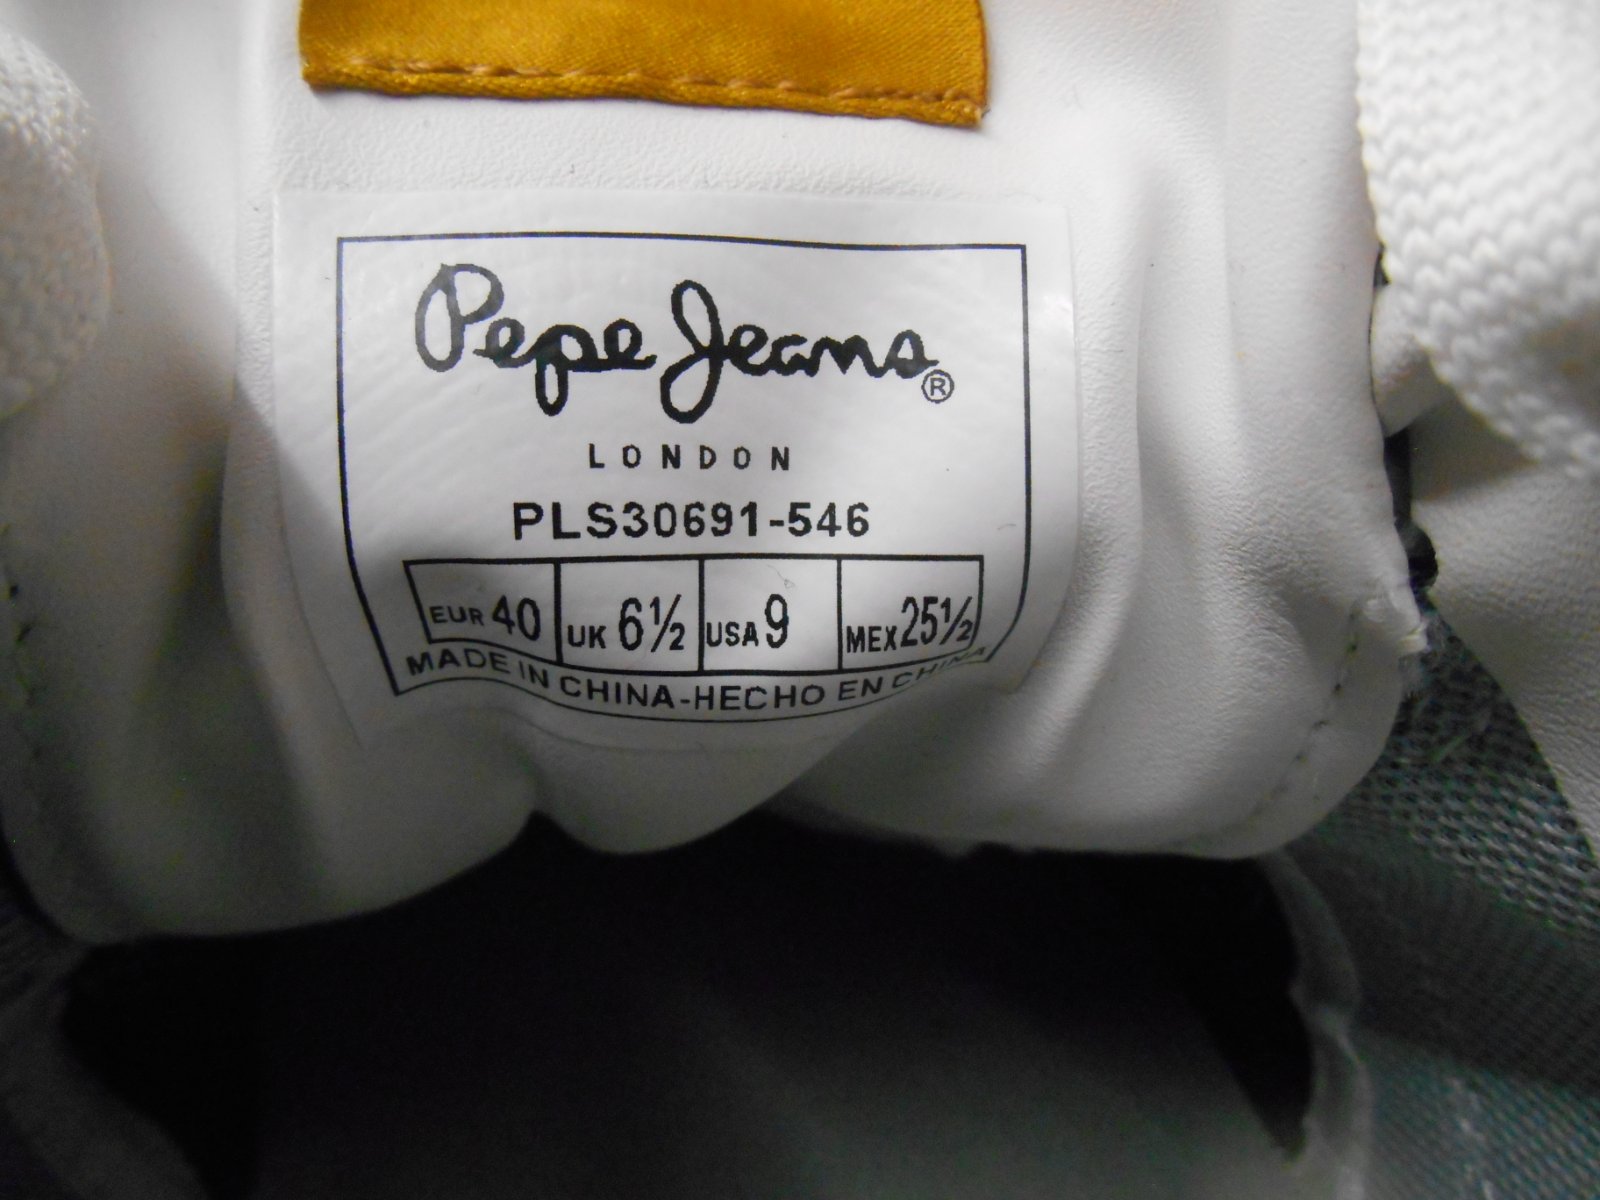 Pepe Jeans®
LONDON
PLS30691-546
EUR 40 UK 6½ USA 9 MEX 25½
MADE IN CHINA-HECHO EN CHINA